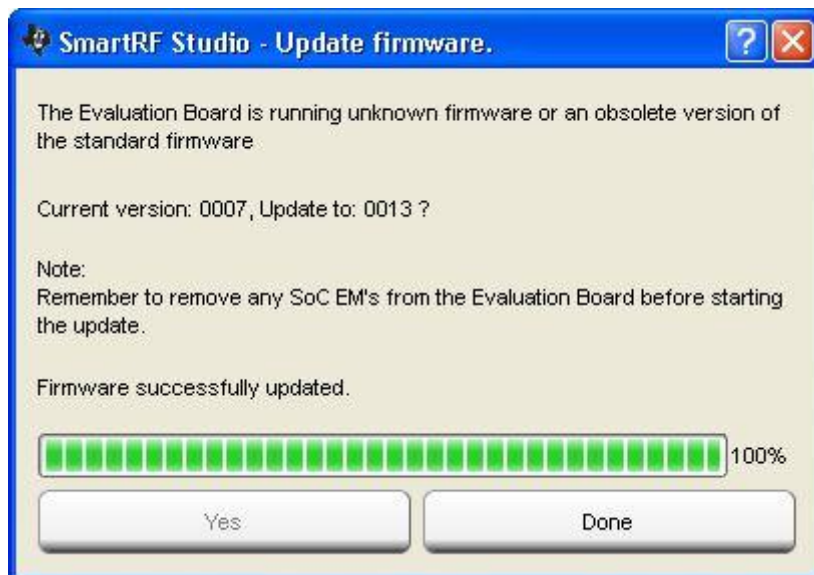 SmartRF Studio - Update firmware.
The Evaluation Board is running unknown firmware or an obsolete version of
the standard firmware
Current version: 0007, Update to: 0013 ?
Note:
Remember to remove any SoC EM's from the Evaluation Board before starting
the update.
Firmware successfully updated.
100%
Yes
Done